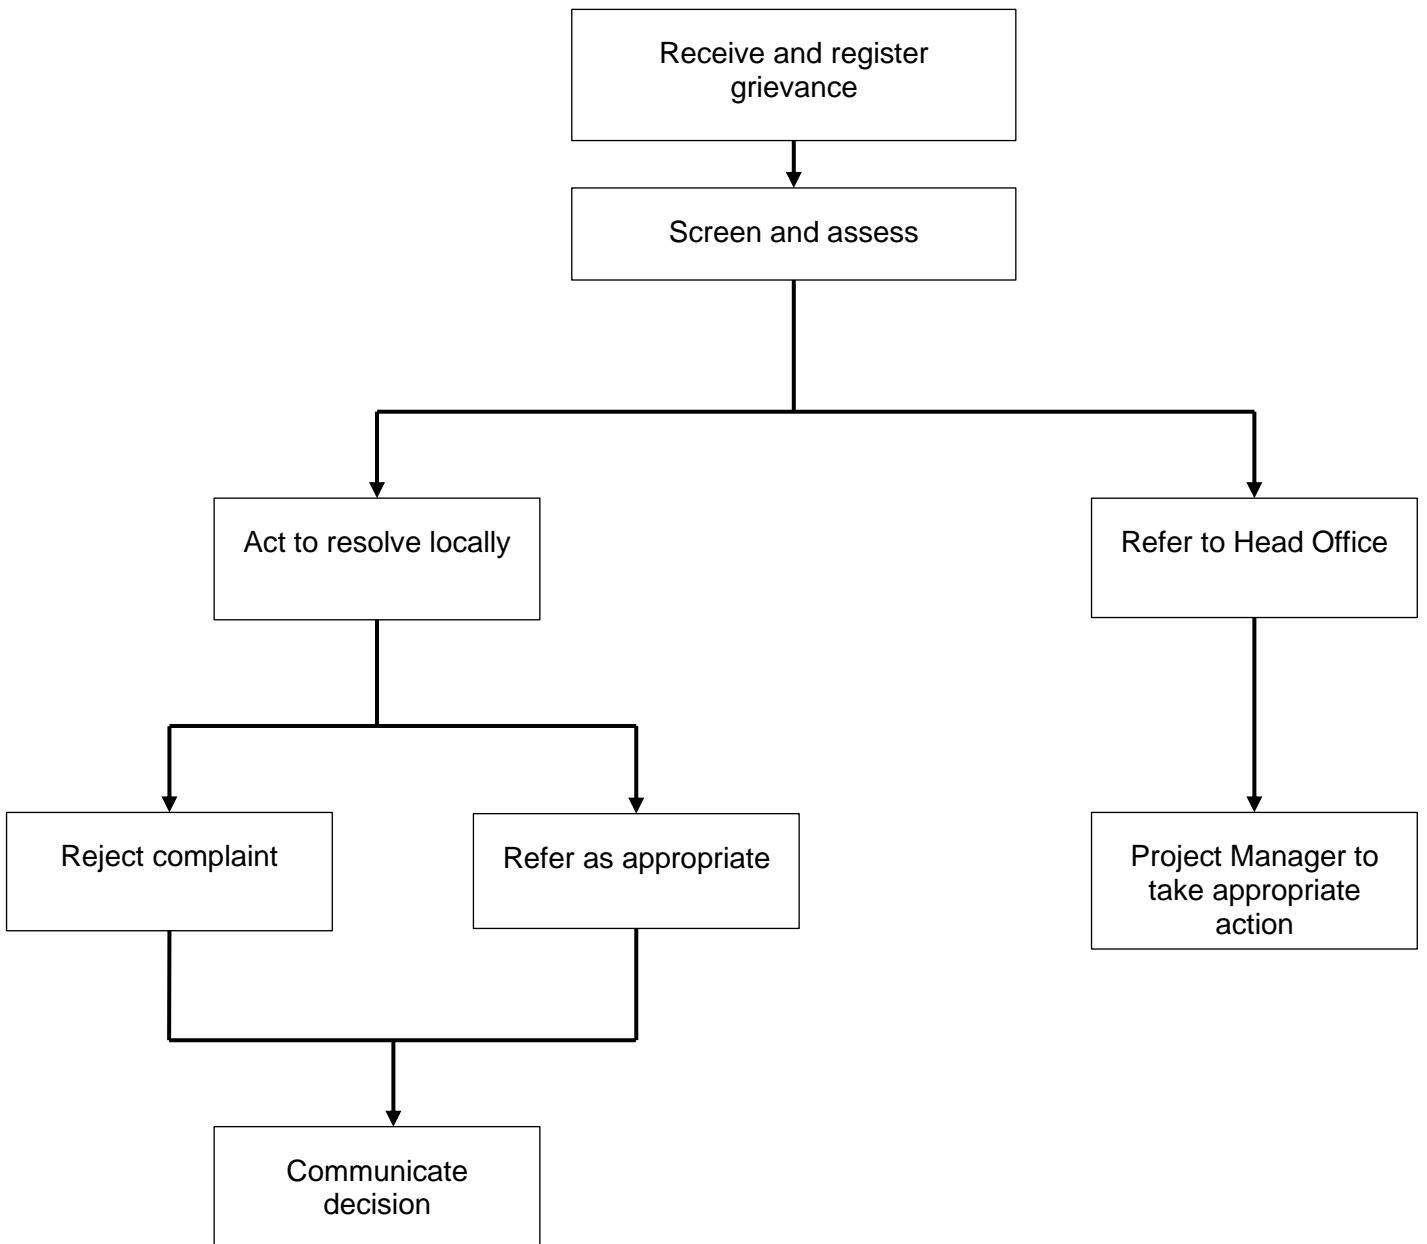 Receive and register
grievance
Screen and assess
Act to resolve locally
Refer to Head Office
Reject complaint
Refer as appropriate
Project Manager to
take appropriate
action
Communicate
decision